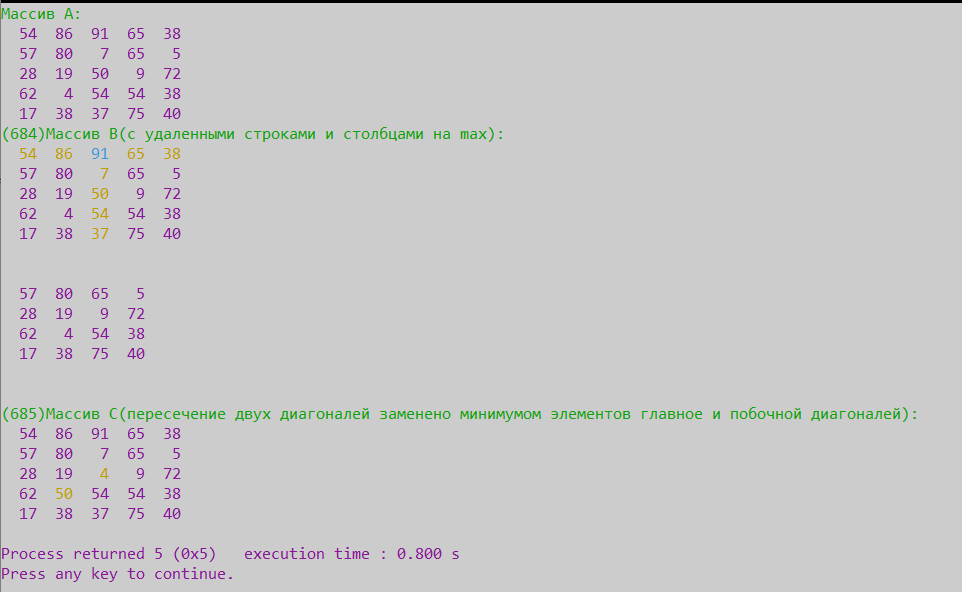 Массив A:
54 86 91 65 38
57 80 7 65 5
28 19 50 9 72
62 4 54 54 38
17 38 37 75 40
(684)Массив B(с удаленными строками и столбцами на max):
54 86 91 65 38
57 80 7 65 5
28 19 50 9 72
62 4 54 54 38
17 38 37 75 40
57 80 65 5
28 19 9 72
62 4 54 38
17 38 75 40
(685)Массив C(пересечение двух диагоналей заменено минимумом элементов главное и побочной диагоналей):
54 86 91 65 38
57 80 7 65 5
28 19 4 9 72
62 50 54 54 38
17 38 37 75 40
Process returned 5 (0x5) execution time : 0.800 s
Press any key to continue.